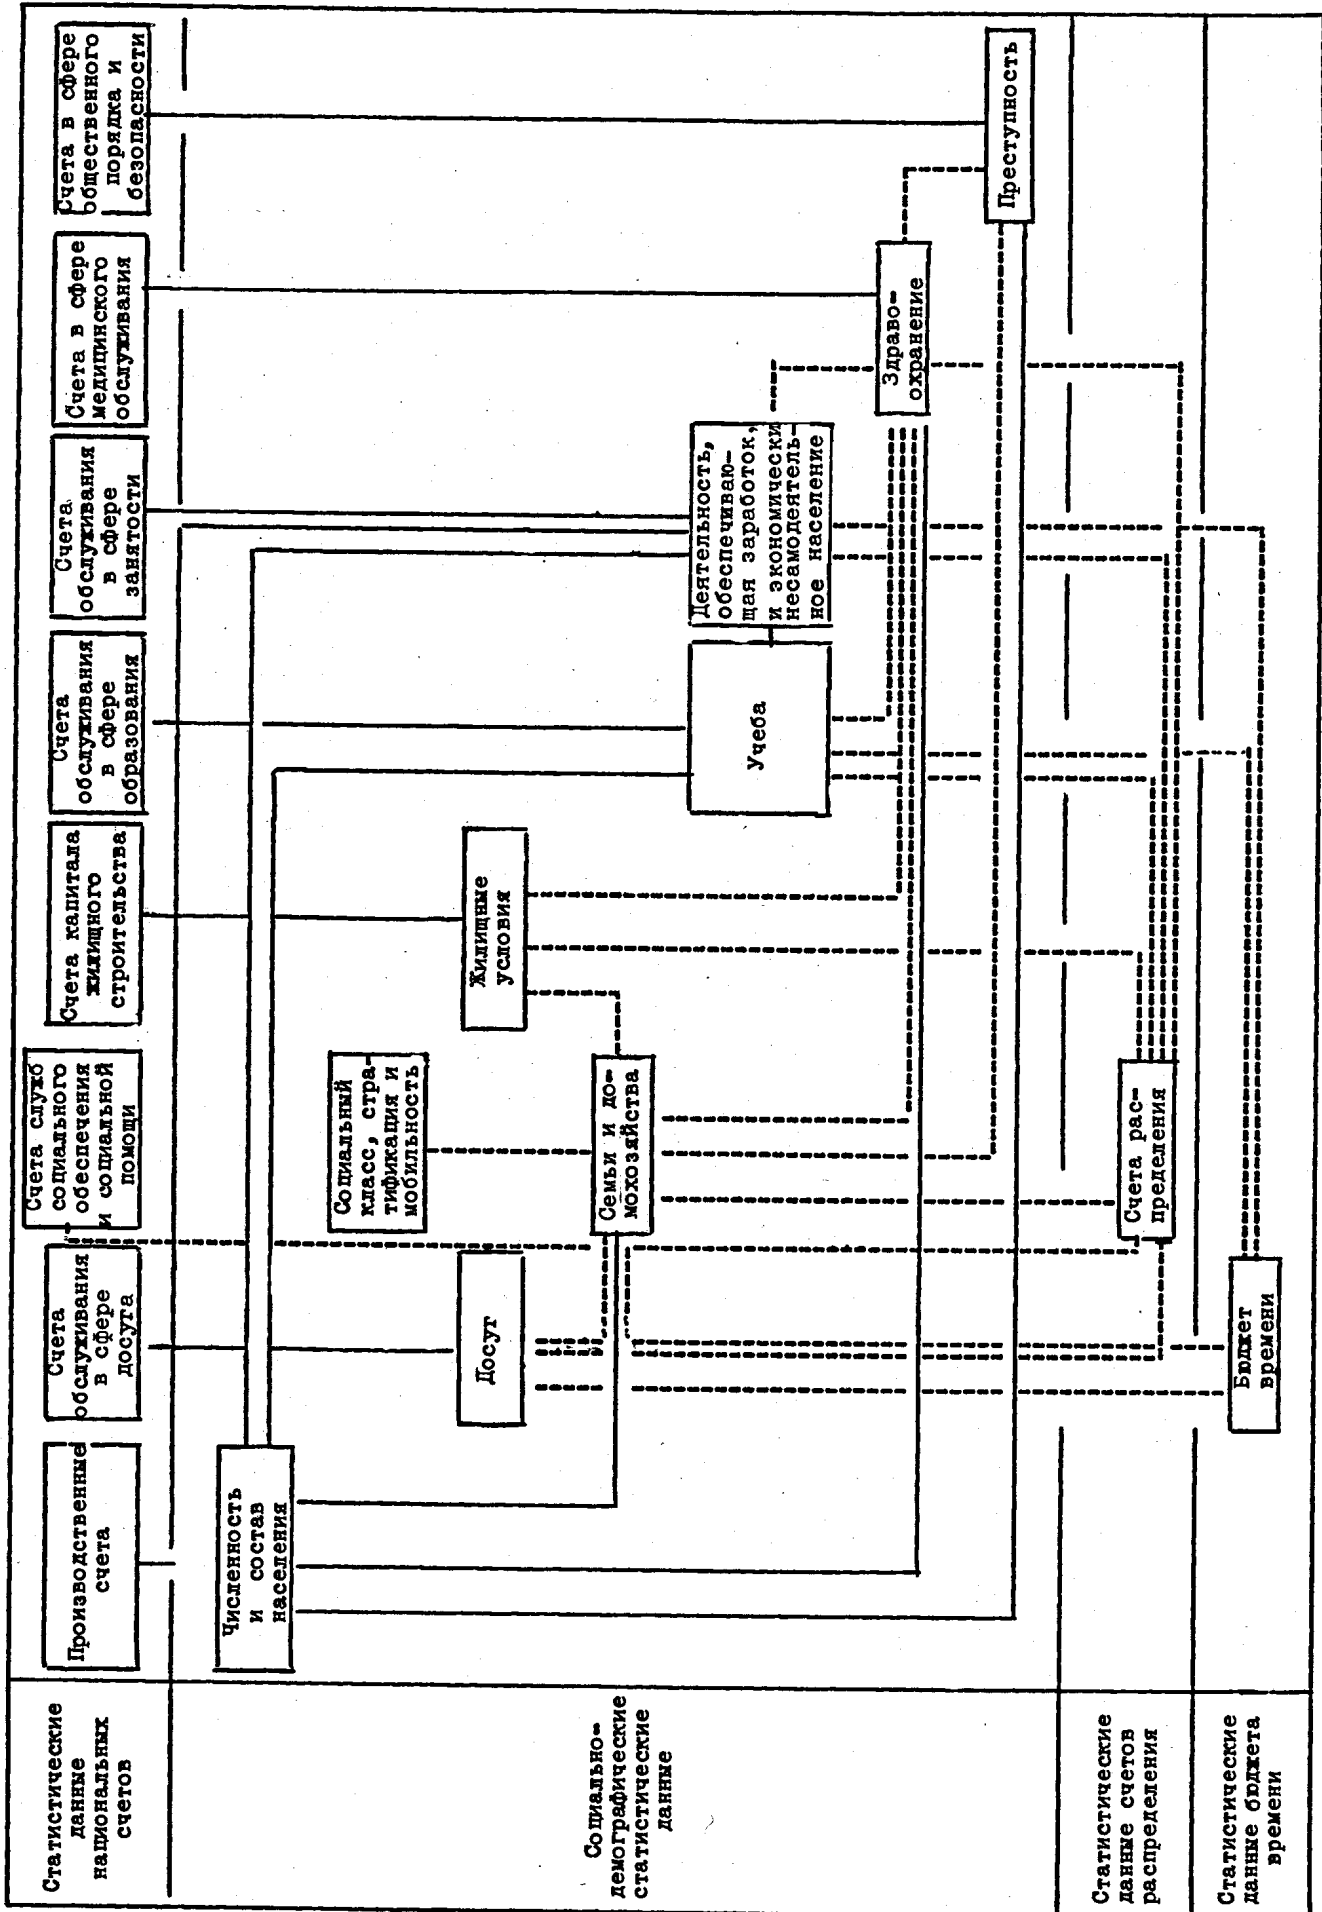 Статистические
данные
национальных
счетов
Производственные
счета
Счета
обслуживания
в сфере
досуга
Счета служб
социального
обеспечения
и социальной
помощи
Счета капитала
жилищного
строительства
Счета
обслуживания
в сфере
образования
Счета
обслуживания
в сфере
занятости
Счета в сфере
медицинского
обслуживания
Счета в сфере
общественного
порядка и
безопасности
Социально-
демографические
статистические
данные
Численность
и состав
населения
Досуг
Социальный
класс, стра-
тификация и
мобильность
Семьи и до-
мохозяйства
Жилищные
условия
Учеба
Деятельность,
обеспечиваю-
щая заработок,
и экономически
несамодеятель-
ное население
Здраво-
охранение
Преступность
Статистические
данные счетов
распределения
Счета рас-
пределения
Статистические
данные бюджета
времени
Бюджет
времени